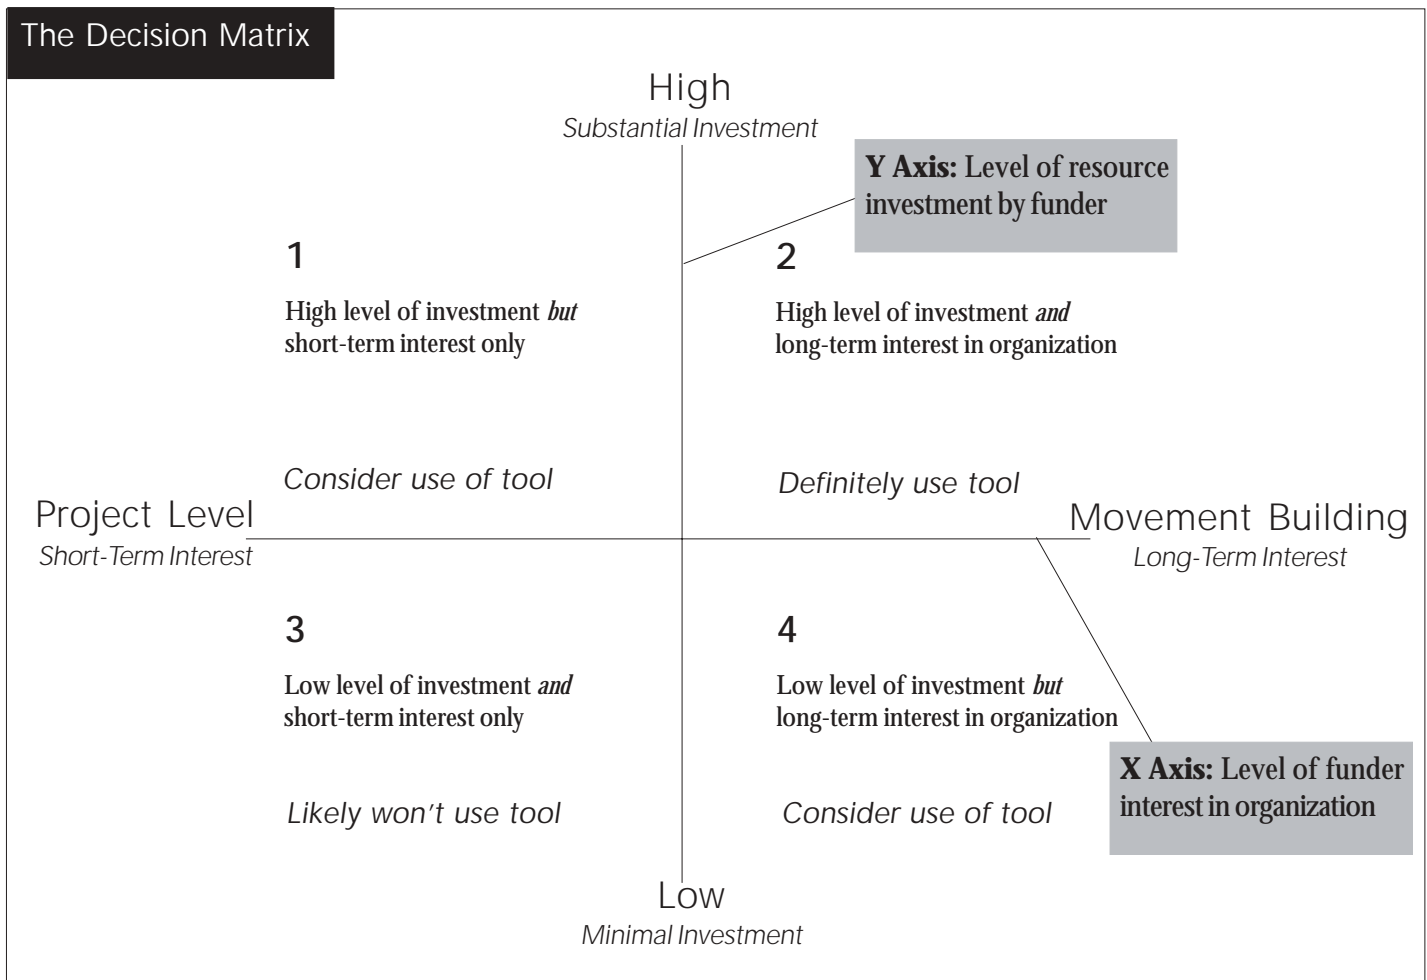 The Decision Matrix
High
Substantial Investment
Y Axis: Level of resource
investment by funder
1
High level of investment but
short-term interest only
Consider use of tool
2
High level of investment and
long-term interest in organization
Definitely use tool
Project Level
Short-Term Interest
Movement Building
Long-Term Interest
3
Low level of investment and
short-term interest only
Likely won't use tool
4
Low level of investment but
long-term interest in organization
Consider use of tool
X Axis: Level of funder
interest in organization
Low
Minimal Investment